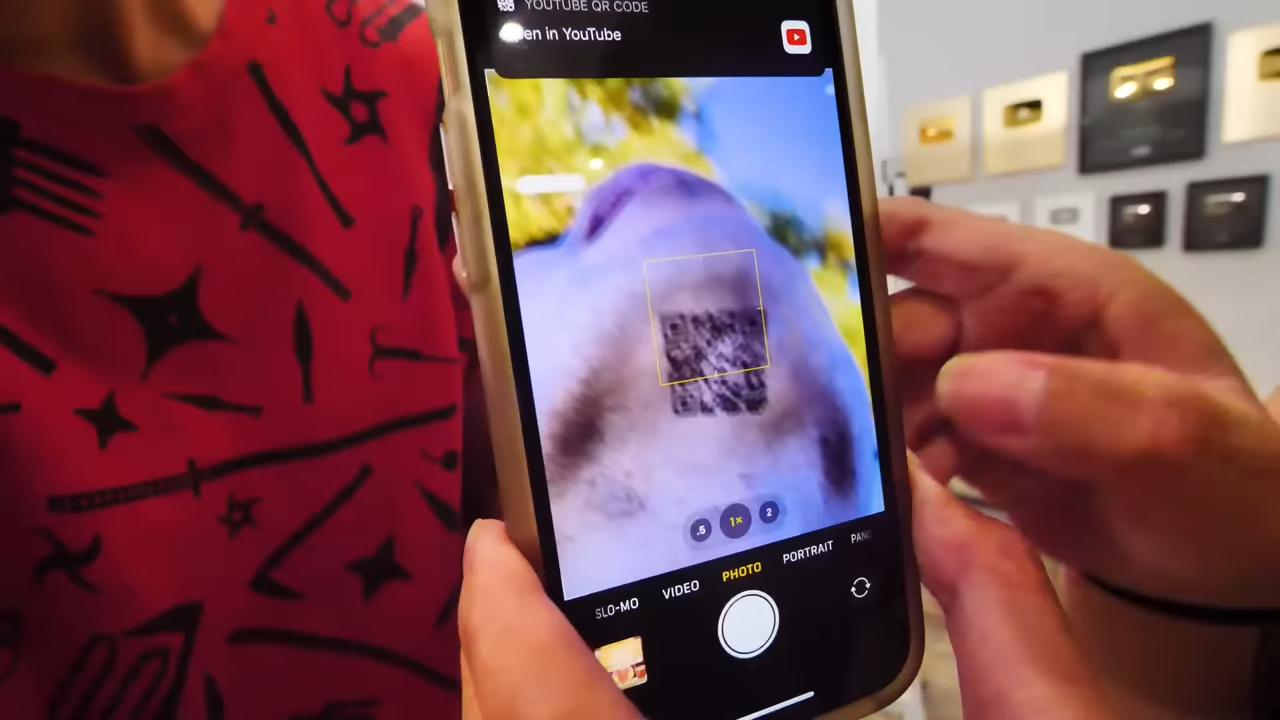 YOUTUBE QR CODE
en in YouTube
.5
1×
2
SLO-MO
VIDEO
PHOTO
PORTRAIT
PANO